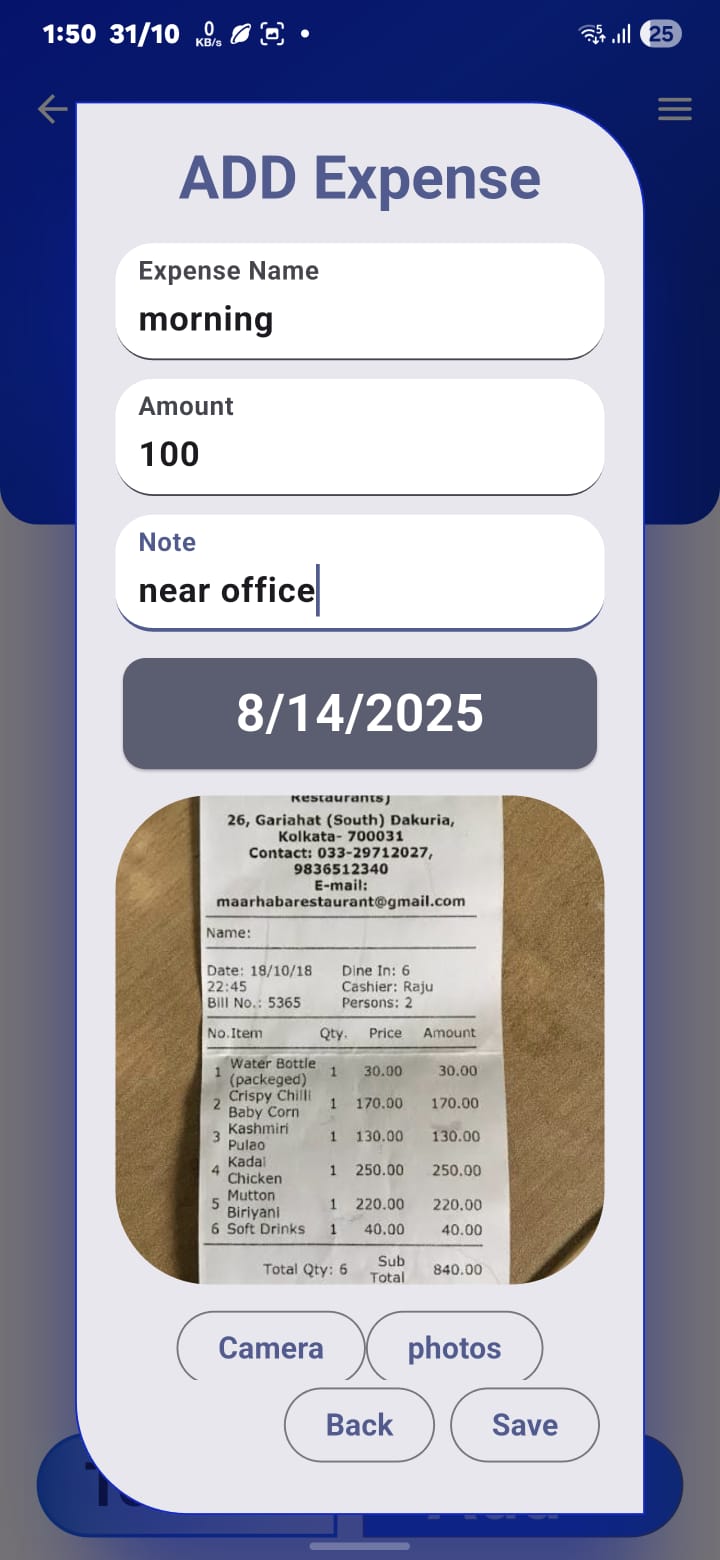 1:50 31/10 0 KB/s 5 25
ADD Expense
Expense Name
morning
Amount
100
Note
near office
8/14/2025
Restaurants)
26, Gariahat (South) Dakuria,
Kolkata- 700031
Contact: 033-29712027,
9836512340
E-mail:
maarhabarestaurant@gmail.com
Name:
Date: 18/10/18 Dine In: 6
22:45 Cashier: Raju
Bill No.: 5365 Persons: 2
No.Item Qty. Price Amount
1 Water Bottle (packeged) 1 30.00 30.00
2 Crispy Chilli Baby Corn 1 170.00 170.00
3 Kashmiri Pulao 1 130.00 130.00
4 Kadai Chicken 1 250.00 250.00
5 Mutton Biriyani 1 220.00 220.00
6 Soft Drinks 1 40.00 40.00
Total Qty: 6 Sub Total 840.00
Camera photos
Back Save